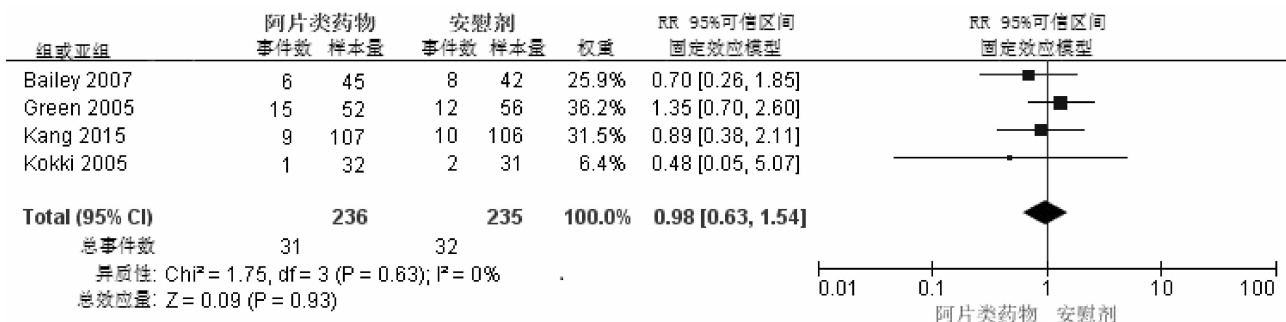 阿片类药物 安慰剂 RR 95%可信区间 RR 95%可信区间
组或亚组 事件数 样本量 事件数 样本量 权重 固定效应模型 固定效应模型
Bailey 2007 6 45 8 42 25.9% 0.70 [0.26, 1.85]
Green 2005 15 52 12 56 36.2% 1.35 [0.70, 2.60]
Kang 2015 9 107 10 106 31.5% 0.89 [0.38, 2.11]
Kokki 2005 1 32 2 31 6.4% 0.48 [0.05, 5.07]
Total (95% CI) 236 235 100.0% 0.98 [0.63, 1.54]
总事件数 31 32
异质性: Chi² = 1.75, df = 3 (P = 0.63); I² = 0%
总效应量: Z = 0.09 (P = 0.93)
0.01 0.1 1 10 100
阿片类药物 安慰剂